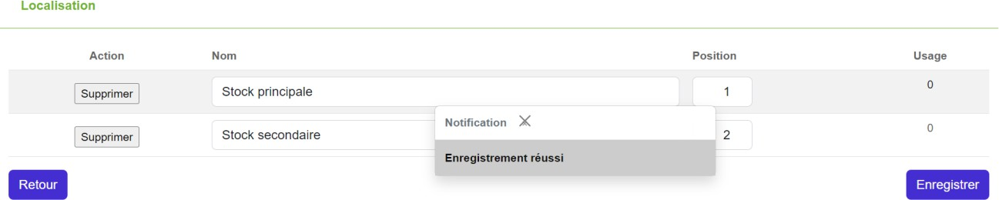 Localisation
Action Nom Position Usage
Supprimer Stock principale 1 0
Notification
Supprimer Stock secondaire 2 0
Enregistrement réussi
Retour Enregistrer